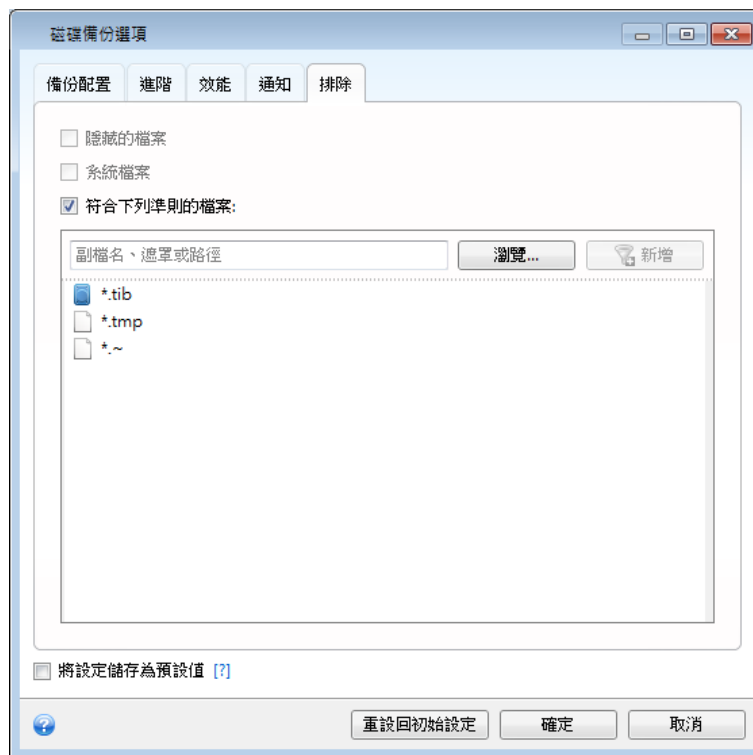 磁碟備份選項
備份配置 進階 效能 通知 排除
隱藏的檔案
系統檔案
符合下列準則的檔案:
副檔名、遮罩或路徑 瀏覽... 新增
*.tib
*.tmp
*.~
將設定儲存為預設值 [?]
重設回初始設定 確定 取消